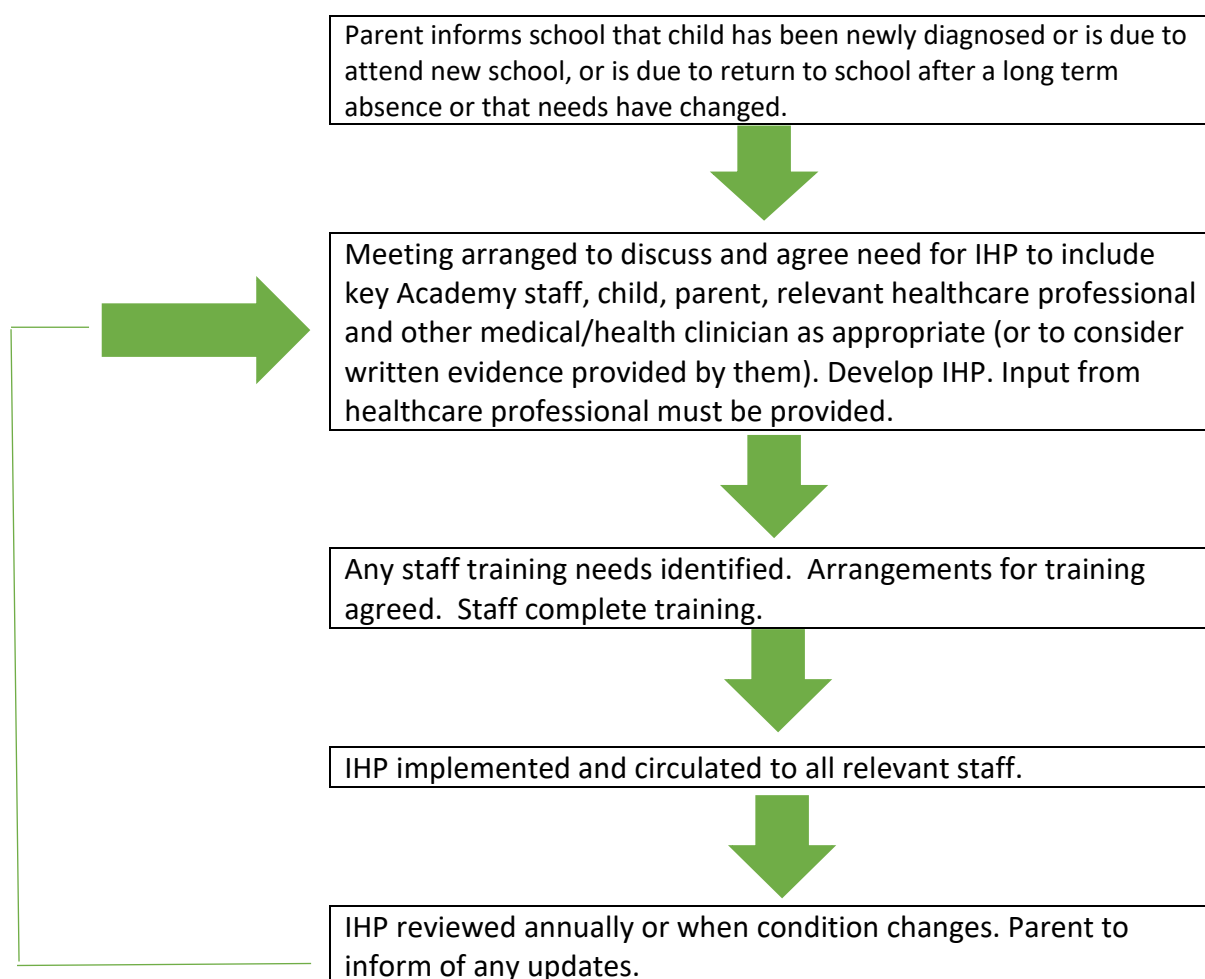 Parent informs school that child has been newly diagnosed or is due to
attend new school, or is due to return to school after a long term
absence or that needs have changed.
Meeting arranged to discuss and agree need for IHP to include
key Academy staff, child, parent, relevant healthcare professional
and other medical/health clinician as appropriate (or to consider
written evidence provided by them). Develop IHP. Input from
healthcare professional must be provided.
Any staff training needs identified.  Arrangements for training
agreed.  Staff complete training.
IHP implemented and circulated to all relevant staff.
IHP reviewed annually or when condition changes. Parent to
inform of any updates.